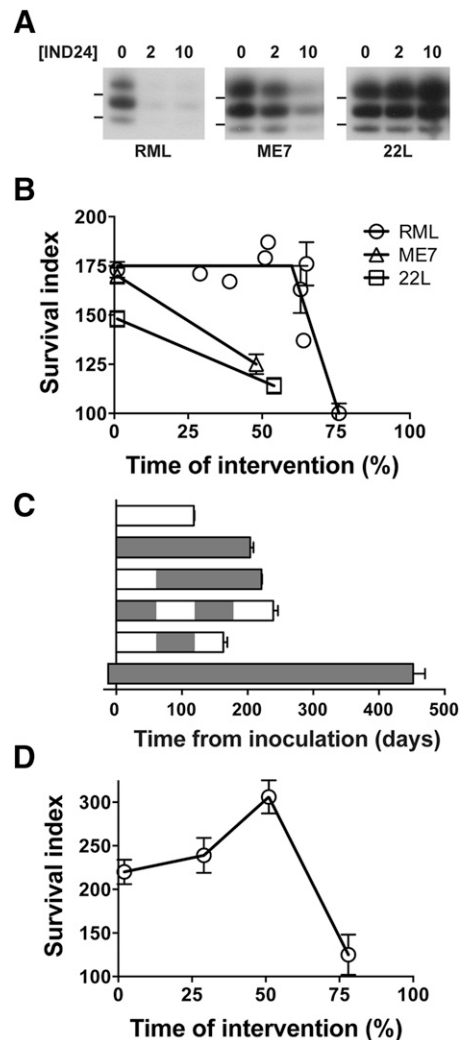 A
[IND24] 0 2 10 0 2 10 0 2 10
RML ME7 22L
B
200
175
150
125
100
Survival index
RML
ME7
22L
0 25 50 75 100
Time of intervention (%)
C
0 100 200 300 400 500
Time from inoculation (days)
D
300
250
200
150
100
Survival index
0 25 50 75 100
Time of intervention (%)